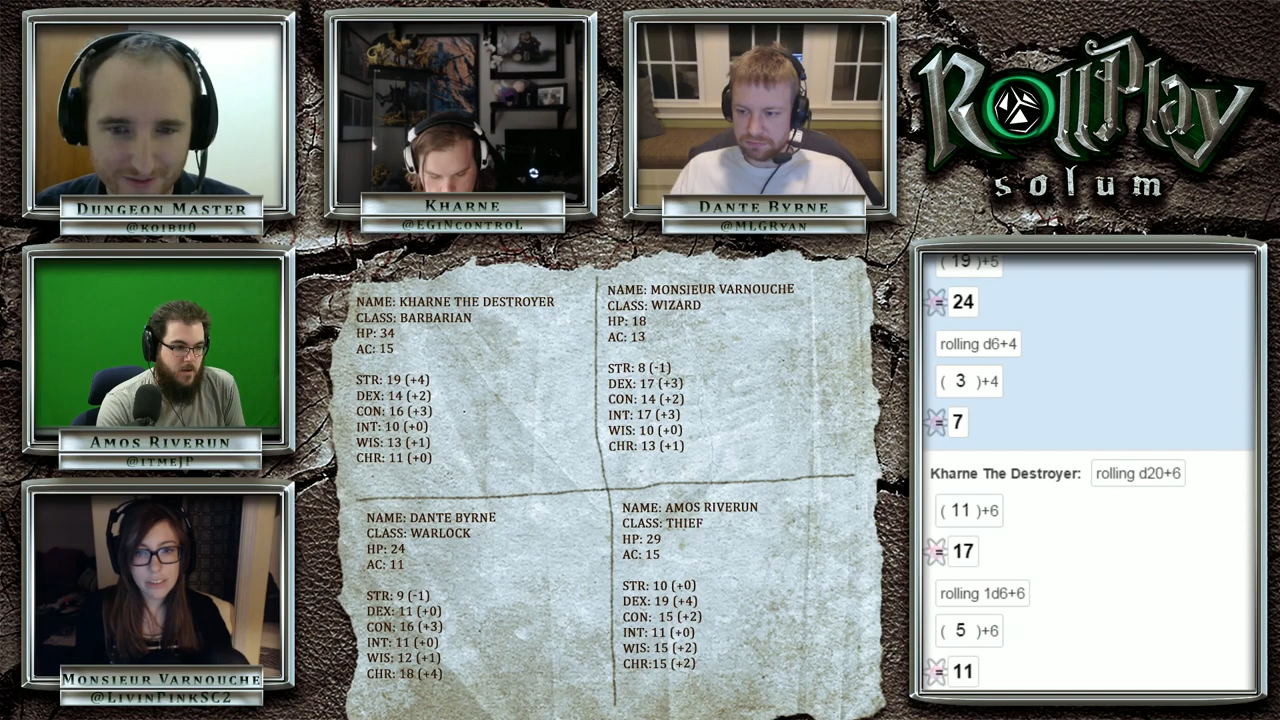 DUNGEON MASTER
@KOIBU0
KHARNE
@EGINCONTROL
DANTE BYRNE
@MLGRYAN
RollPlay
solum
AMOS RIVERUN
@ITMEJP
MONSIEUR VARNOUCHE
@LIVINPINKSC2
NAME: KHARNE THE DESTROYER
CLASS: BARBARIAN
HP: 34
AC: 15
STR: 19 (+4)
DEX: 14 (+2)
CON: 16 (+3)
INT: 10 (+0)
WIS: 13 (+1)
CHR: 11 (+0)
NAME: MONSIEUR VARNOUCHE
CLASS: WIZARD
HP: 18
AC: 13
STR: 8 (-1)
DEX: 17 (+3)
CON: 14 (+2)
INT: 17 (+3)
WIS: 10 (+0)
CHR: 13 (+1)
NAME: DANTE BYRNE
CLASS: WARLOCK
HP: 24
AC: 11
STR: 9 (-1)
DEX: 11 (+0)
CON: 16 (+3)
INT: 11 (+0)
WIS: 12 (+1)
CHR: 18 (+4)
NAME: AMOS RIVERUN
CLASS: THIEF
HP: 29
AC: 15
STR: 10 (+0)
DEX: 19 (+4)
CON: 15 (+2)
INT: 11 (+0)
WIS: 15 (+2)
CHR:15 (+2)
( 19 )+5
= 24
rolling d6+4
( 3 )+4
= 7
Kharne The Destroyer: rolling d20+6
( 11 )+6
= 17
rolling 1d6+6
( 5 )+6
= 11